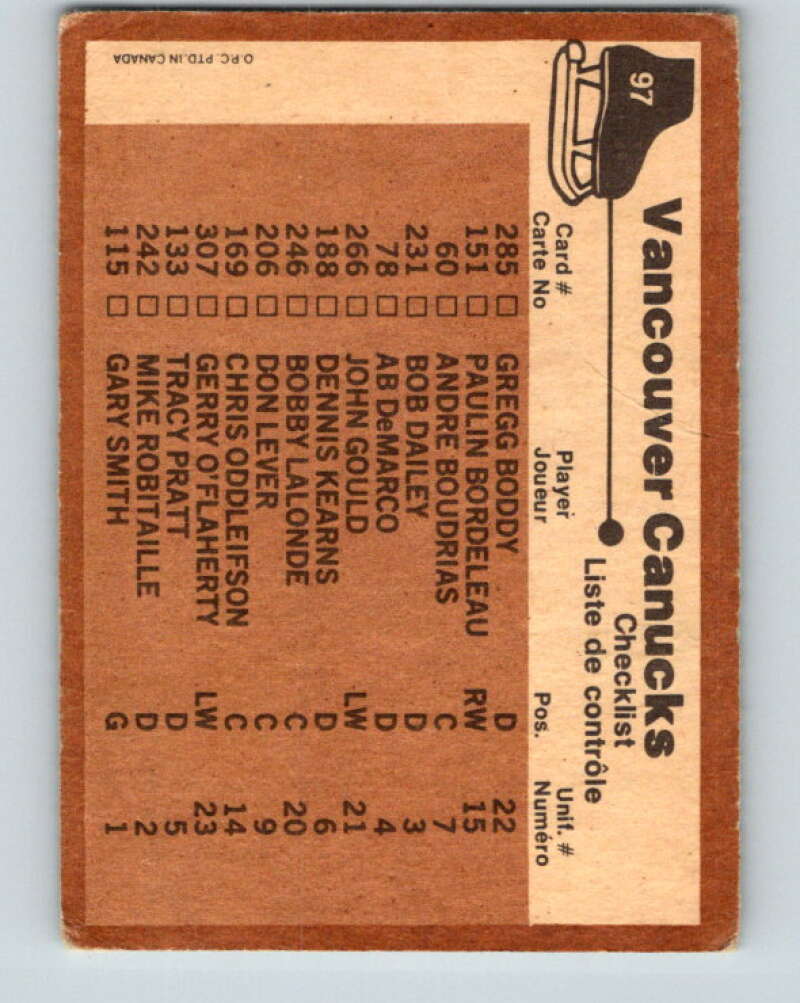 97
Vancouver Canucks
Checklist
Liste de contrôle
Card # Player Unif. #
Carte No Joueur Pos. Numéro
285 □ GREGG BODDY D 22
151 □ PAULIN BORDELEAU RW 15
60 □ ANDRE BOUDRIAS C 7
231 □ BOB DAILEY D 3
78 □ AB DeMARCO D 4
266 □ JOHN GOULD LW 21
188 □ DENNIS KEARNS D 6
246 □ BOBBY LALONDE C 20
206 □ DON LEVER C 9
169 □ CHRIS ODDLEIFSON C 14
307 □ GERRY O'FLAHERTY LW 23
133 □ TRACY PRATT D 5
242 □ MIKE ROBITAILLE D 2
115 □ GARY SMITH G 1
O.P.C. PTD. IN CANADA